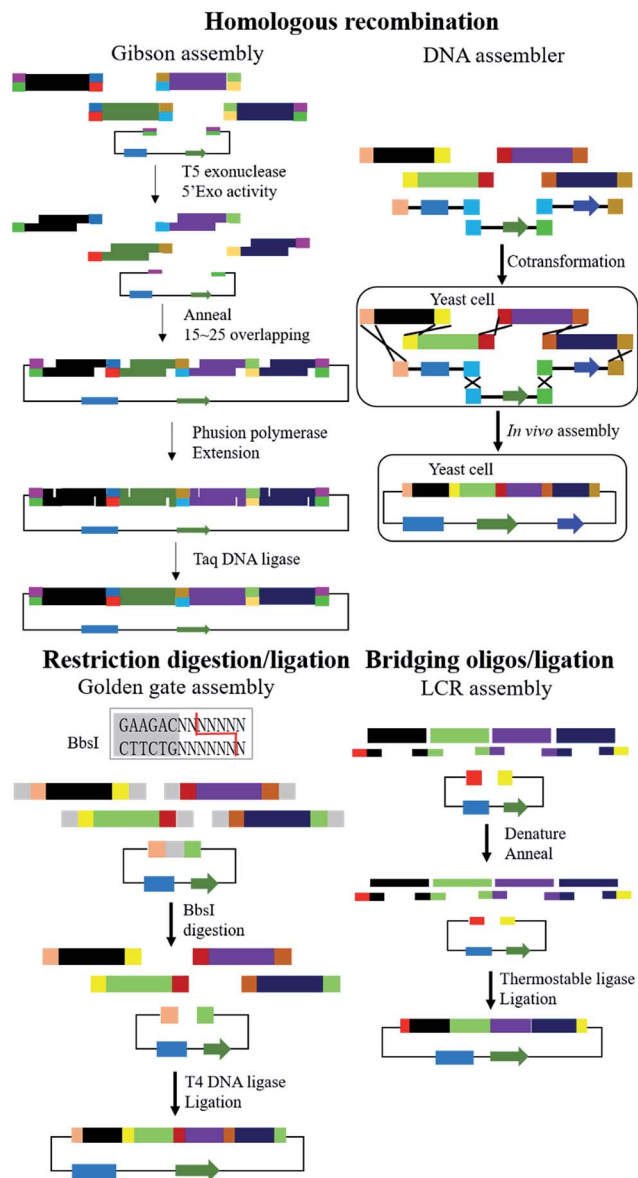 Homologous recombination
Gibson assembly
T5 exonuclease
5'Exo activity
Anneal
15~25 overlapping
Phusion polymerase
Extension
Taq DNA ligase
DNA assembler
Cotransformation
Yeast cell
In vivo assembly
Yeast cell
Restriction digestion/ligation
Golden gate assembly
BbsI
GAAGACNNNNNNN
CTTCTGNNNNNNN
BbsI
digestion
T4 DNA ligase
Ligation
Bridging oligos/ligation
LCR assembly
Denature
Anneal
Thermostable ligase
Ligation